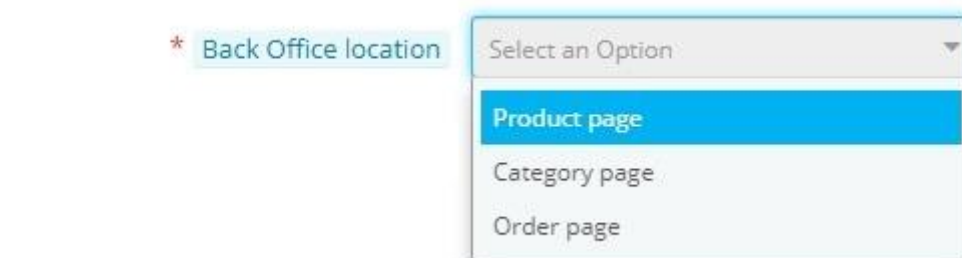 * Back Office location
Select an Option
Product page
Category page
Order page